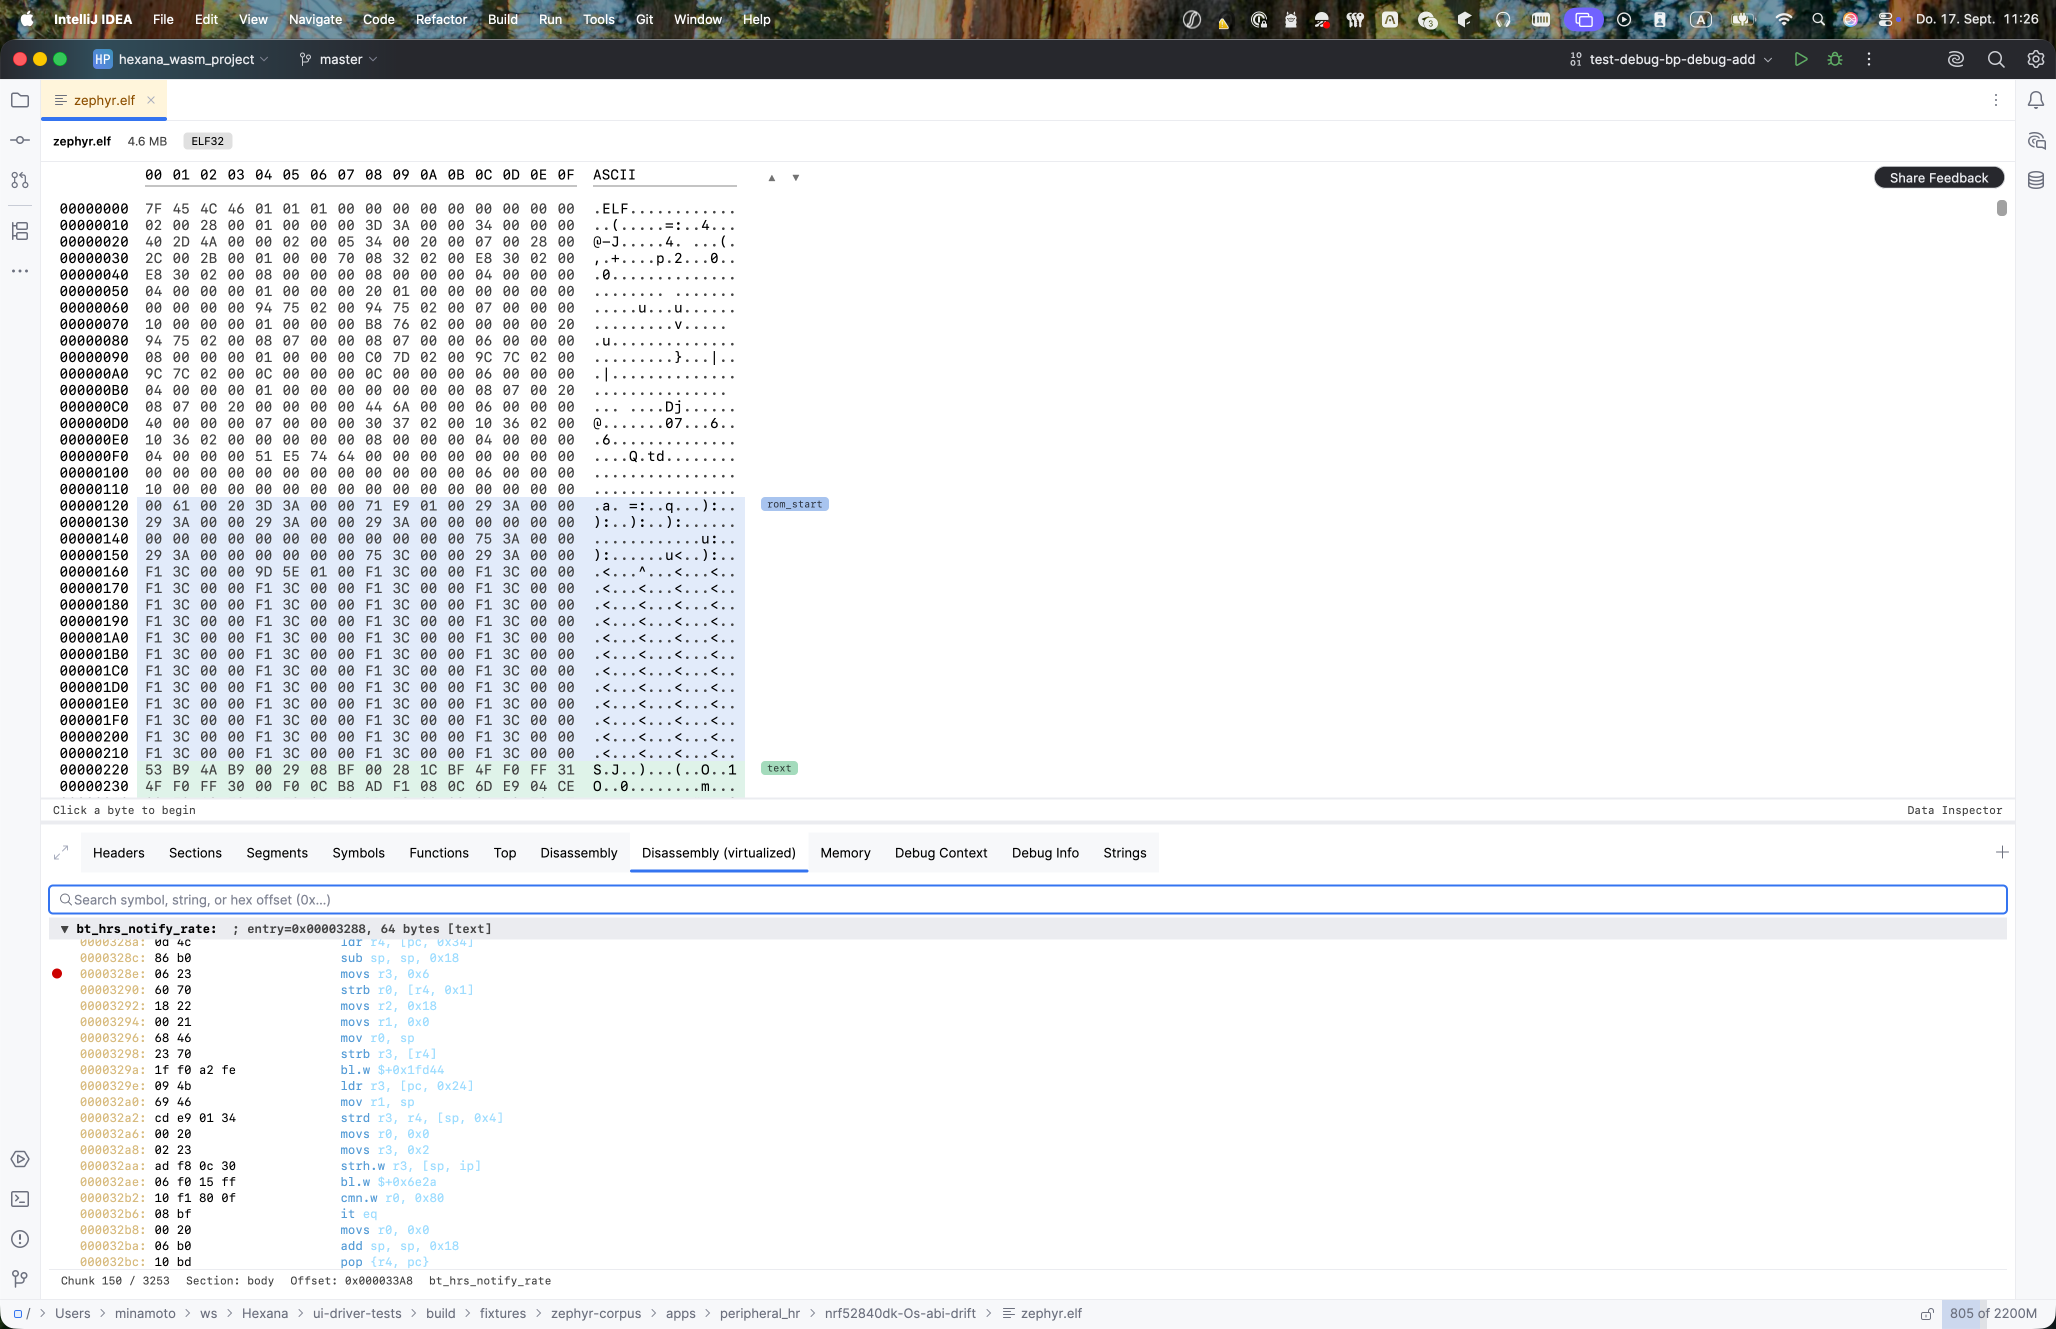 IntelliJ IDEA File Edit View Navigate Code Refactor Build Run Tools Git Window Help Do. 17. Sept. 11:26
HP hexana_wasm_project master test-debug-bp-debug-add
zephyr.elf
zephyr.elf 4.6 MB ELF32
00 01 02 03 04 05 06 07 08 09 0A 0B 0C 0D 0E 0F ASCII
Share Feedback
00000000 7F 45 4C 46 01 01 01 00 00 00 00 00 00 00 00 00 .ELF............
00000010 02 00 28 00 01 00 00 00 3D 3A 00 00 34 00 00 00 ..(.....=:..4...
00000020 40 2D 4A 00 00 02 00 05 34 00 20 00 07 00 28 00 @-J.....4. ...(.
00000030 2C 00 2B 00 01 00 00 70 08 32 02 00 E8 30 02 00 ,.+....p.2...0..
00000040 E8 30 02 00 08 00 00 00 08 00 00 00 04 00 00 00 .0..............
00000050 04 00 00 00 01 00 00 00 20 01 00 00 00 00 00 00 ........ .......
00000060 00 00 00 00 94 75 02 00 94 75 02 00 07 00 00 00 .....u...u......
00000070 10 00 00 00 01 00 00 00 B8 76 02 00 00 00 00 20 .........v..... 
00000080 94 75 02 00 08 07 00 00 08 07 00 00 06 00 00 00 .u..............
00000090 08 00 00 00 01 00 00 00 C0 7D 02 00 9C 7C 02 00 .........}...|..
000000A0 9C 7C 02 00 0C 00 00 00 0C 00 00 00 06 00 00 00 .|..............
000000B0 04 00 00 00 01 00 00 00 00 00 00 00 08 07 00 20 ............... 
000000C0 08 07 00 20 00 00 00 00 44 6A 00 00 06 00 00 00 ... ....Dj......
000000D0 40 00 00 00 07 00 00 00 30 37 02 00 10 36 02 00 @.......07...6..
000000E0 10 36 02 00 00 00 00 00 08 00 00 00 04 00 00 00 .6..............
000000F0 04 00 00 00 51 E5 74 64 00 00 00 00 00 00 00 00 ....Q.td........
00000100 00 00 00 00 00 00 00 00 00 00 00 00 06 00 00 00 ................
00000110 10 00 00 00 00 00 00 00 00 00 00 00 00 00 00 00 ................
00000120 00 61 00 20 3D 3A 00 00 71 E9 01 00 29 3A 00 00 .a. =:..q...):.. rom_start
00000130 29 3A 00 00 29 3A 00 00 29 3A 00 00 00 00 00 00 ):..):..):......
00000140 00 00 00 00 00 00 00 00 00 00 00 00 75 3A 00 00 ............u:..
00000150 29 3A 00 00 00 00 00 00 75 3C 00 00 29 3A 00 00 ):......u<..):..
00000160 F1 3C 00 00 9D 5E 01 00 F1 3C 00 00 F1 3C 00 00 .<...^...<...<..
00000170 F1 3C 00 00 F1 3C 00 00 F1 3C 00 00 F1 3C 00 00 .<...<...<...<..
00000180 F1 3C 00 00 F1 3C 00 00 F1 3C 00 00 F1 3C 00 00 .<...<...<...<..
00000190 F1 3C 00 00 F1 3C 00 00 F1 3C 00 00 F1 3C 00 00 .<...<...<...<..
000001A0 F1 3C 00 00 F1 3C 00 00 F1 3C 00 00 F1 3C 00 00 .<...<...<...<..
000001B0 F1 3C 00 00 F1 3C 00 00 F1 3C 00 00 F1 3C 00 00 .<...<...<...<..
000001C0 F1 3C 00 00 F1 3C 00 00 F1 3C 00 00 F1 3C 00 00 .<...<...<...<..
000001D0 F1 3C 00 00 F1 3C 00 00 F1 3C 00 00 F1 3C 00 00 .<...<...<...<..
000001E0 F1 3C 00 00 F1 3C 00 00 F1 3C 00 00 F1 3C 00 00 .<...<...<...<..
000001F0 F1 3C 00 00 F1 3C 00 00 F1 3C 00 00 F1 3C 00 00 .<...<...<...<..
00000200 F1 3C 00 00 F1 3C 00 00 F1 3C 00 00 F1 3C 00 00 .<...<...<...<..
00000210 F1 3C 00 00 F1 3C 00 00 F1 3C 00 00 F1 3C 00 00 .<...<...<...<..
00000220 53 B9 4A B9 00 29 08 BF 00 28 1C BF 4F F0 FF 31 S.J..)...(..O..1 text
00000230 4F F0 FF 30 00 F0 0C B8 AD F1 08 0C 6D E9 04 CE O..0........m...
Click a byte to begin Data Inspector
Headers Sections Segments Symbols Functions Top Disassembly Disassembly (virtualized) Memory Debug Context Debug Info Strings
Search symbol, string, or hex offset (0x...)
▼ bt_hrs_notify_rate: ; entry=0x00003288, 64 bytes [text]
0000328a: 0d 4c ldr r4, [pc, 0x34]
0000328c: 86 b0 sub sp, sp, 0x18
0000328e: 06 23 movs r3, 0x6
00003290: 60 70 strb r0, [r4, 0x1]
00003292: 18 22 movs r2, 0x18
00003294: 00 21 movs r1, 0x0
00003296: 68 46 mov r0, sp
00003298: 23 70 strb r3, [r4]
0000329a: 1f f0 a2 fe bl.w $+0x1fd44
0000329e: 09 4b ldr r3, [pc, 0x24]
000032a0: 69 46 mov r1, sp
000032a2: cd e9 01 34 strd r3, r4, [sp, 0x4]
000032a6: 00 20 movs r0, 0x0
000032a8: 02 23 movs r3, 0x2
000032aa: ad f8 0c 30 strh.w r3, [sp, ip]
000032ae: 06 f0 15 ff bl.w $+0x6e2a
000032b2: 10 f1 80 0f cmn.w r0, 0x80
000032b6: 08 bf it eq
000032b8: 00 20 movs r0, 0x0
000032ba: 06 b0 add sp, sp, 0x18
000032bc: 10 bd pop {r4, pc}
Chunk 150 / 3253 Section: body Offset: 0x000033A8 bt_hrs_notify_rate
/ > Users > minamoto > ws > Hexana > ui-driver-tests > build > fixtures > zephyr-corpus > apps > peripheral_hr > nrf52840dk-Os-abi-drift > zephyr.elf 805 of 2200M